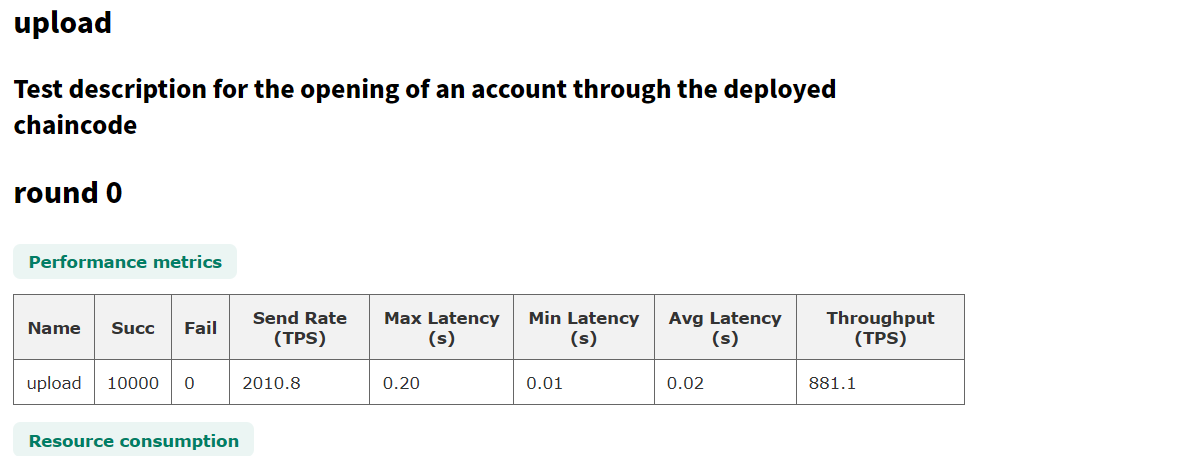 upload
Test description for the opening of an account through the deployed
chaincode
round 0
Performance metrics
Name Succ Fail Send Rate (TPS) Max Latency (s) Min Latency (s) Avg Latency (s) Throughput (TPS)
upload 10000 0 2010.8 0.20 0.01 0.02 881.1
Resource consumption